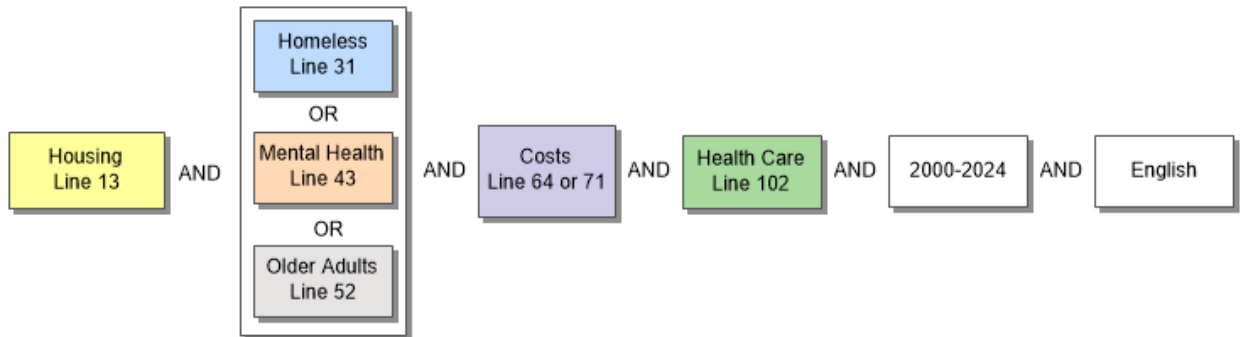 Housing
Line 13
AND
Homeless
Line 31
OR
Mental Health
Line 43
OR
Older Adults
Line 52
AND
Costs
Line 64 or 71
AND
Health Care
Line 102
AND
2000-2024
AND
English